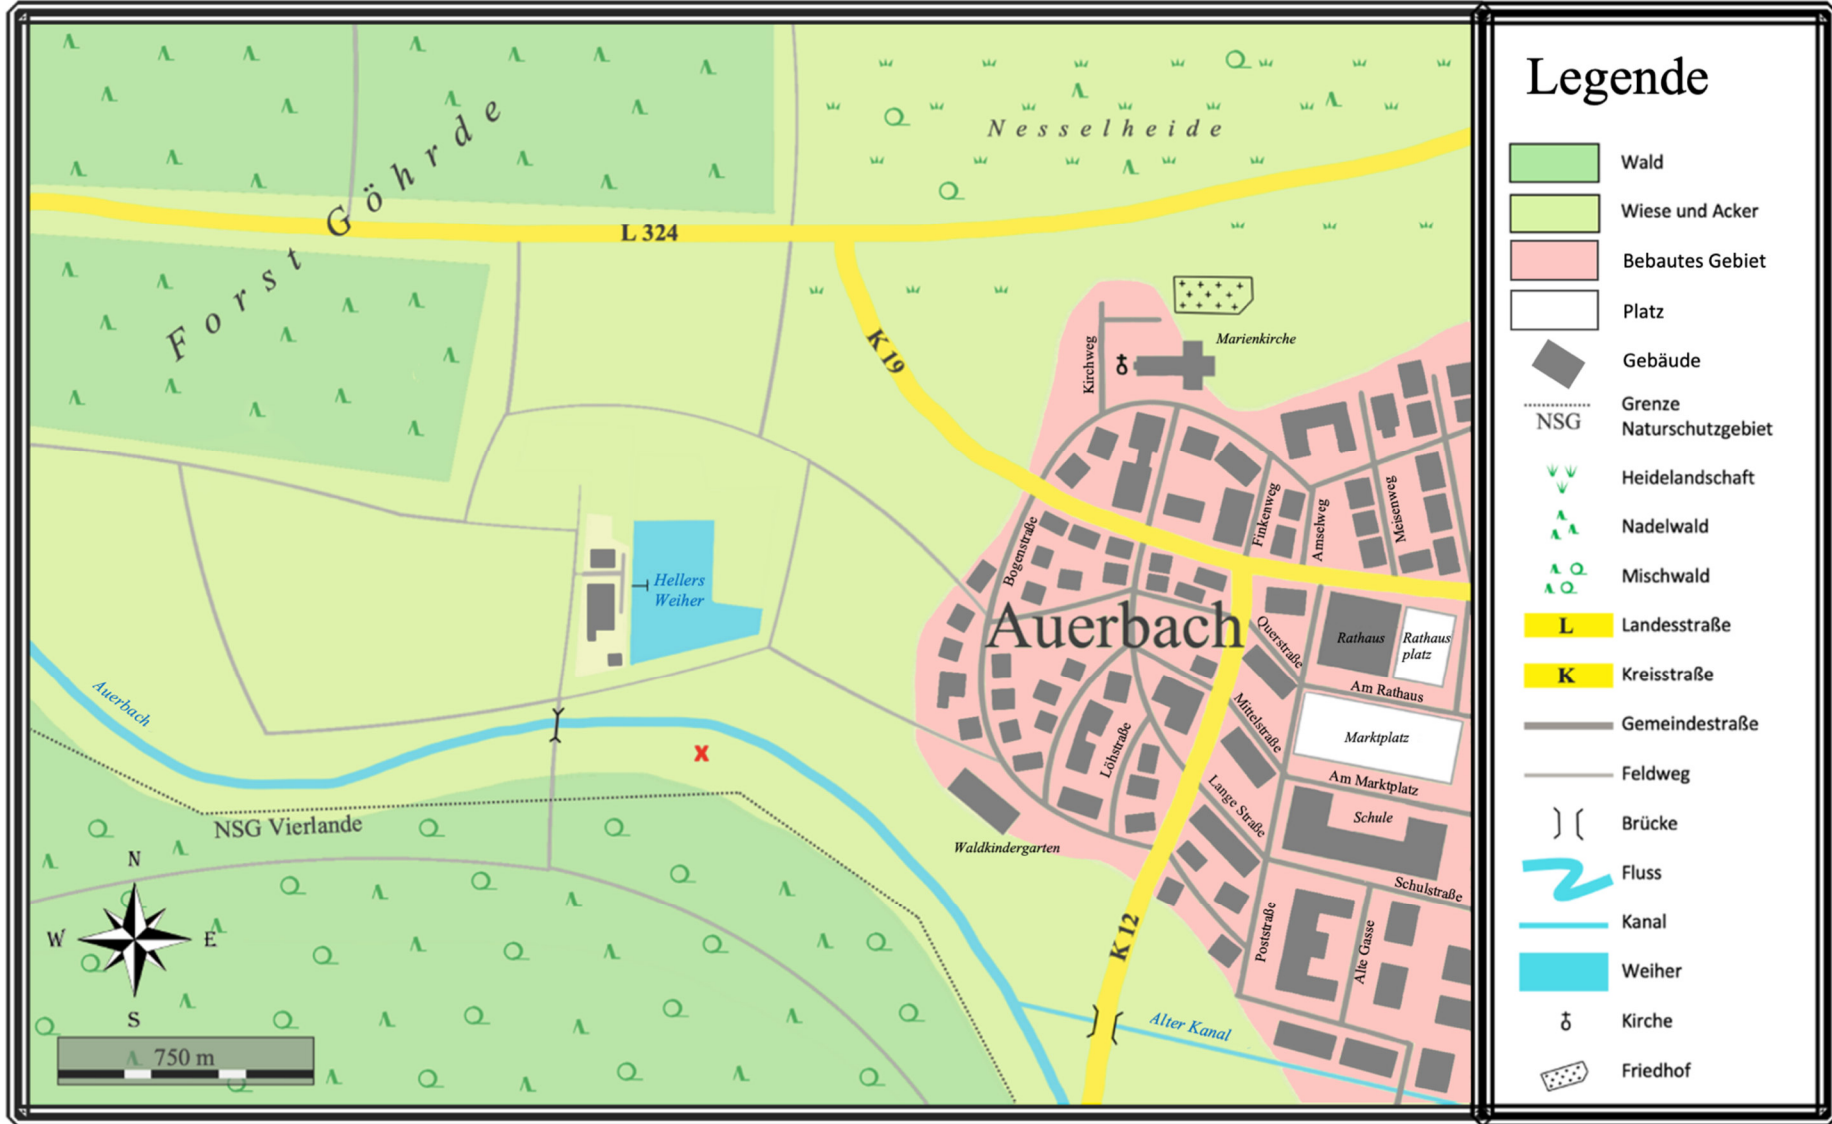 Forst Göhrde
Nesselheide
L 324
K 19
Marienkirche
Kirchweg
Finkenweg
Amselweg
Meisenweg
Bogenstraße
Hellers
Weiher
Auerbach
Querstraße
Rathaus
Rathaus
platz
Am Rathaus
Auerbach
Mittelstraße
Marktplatz
Löhstraße
X
Am Marktplatz
Lange Straße
Schule
NSG Vierlande
Waldkindergarten
Schulstraße
Poststraße
Alte Gasse
K 12
Alter Kanal
N
W
E
S
750 m
Legende
Wald
Wiese und Acker
Bebautes Gebiet
Platz
Gebäude
NSG
Grenze
Naturschutzgebiet
Heidelandschaft
Nadelwald
Mischwald
L
Landesstraße
K
Kreisstraße
Gemeindestraße
Feldweg
Brücke
Fluss
Kanal
Weiher
Kirche
Friedhof